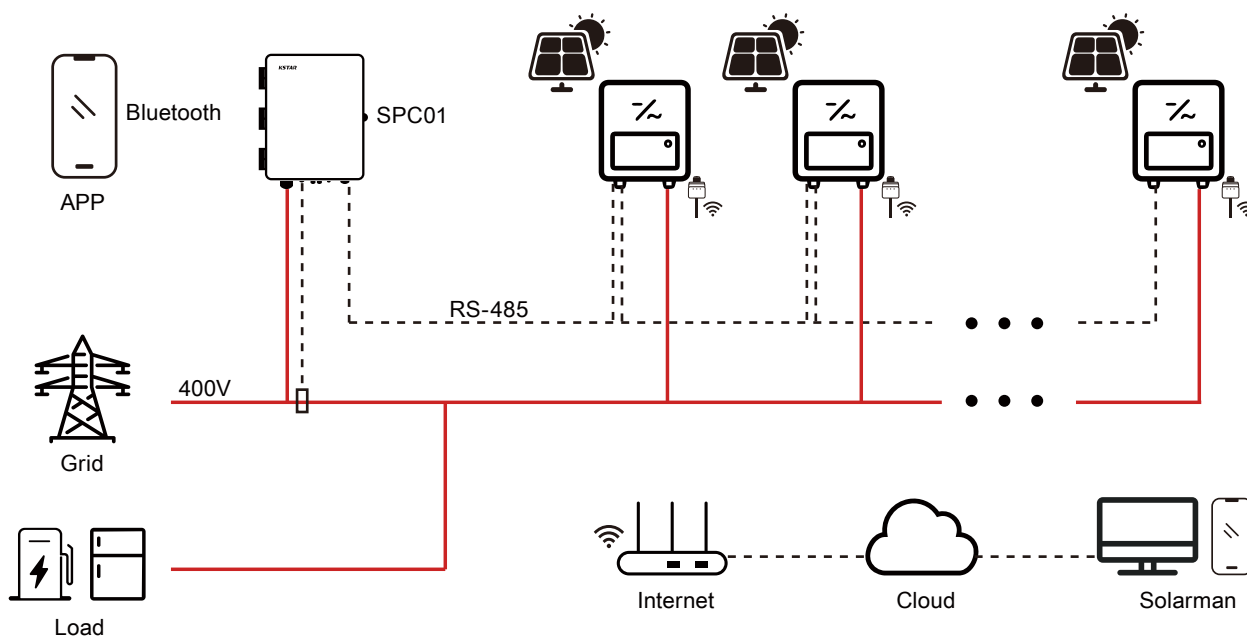 KSTAR
Bluetooth
SPC01
APP
RS-485
400V
Grid
Load
Internet
Cloud
Solarman